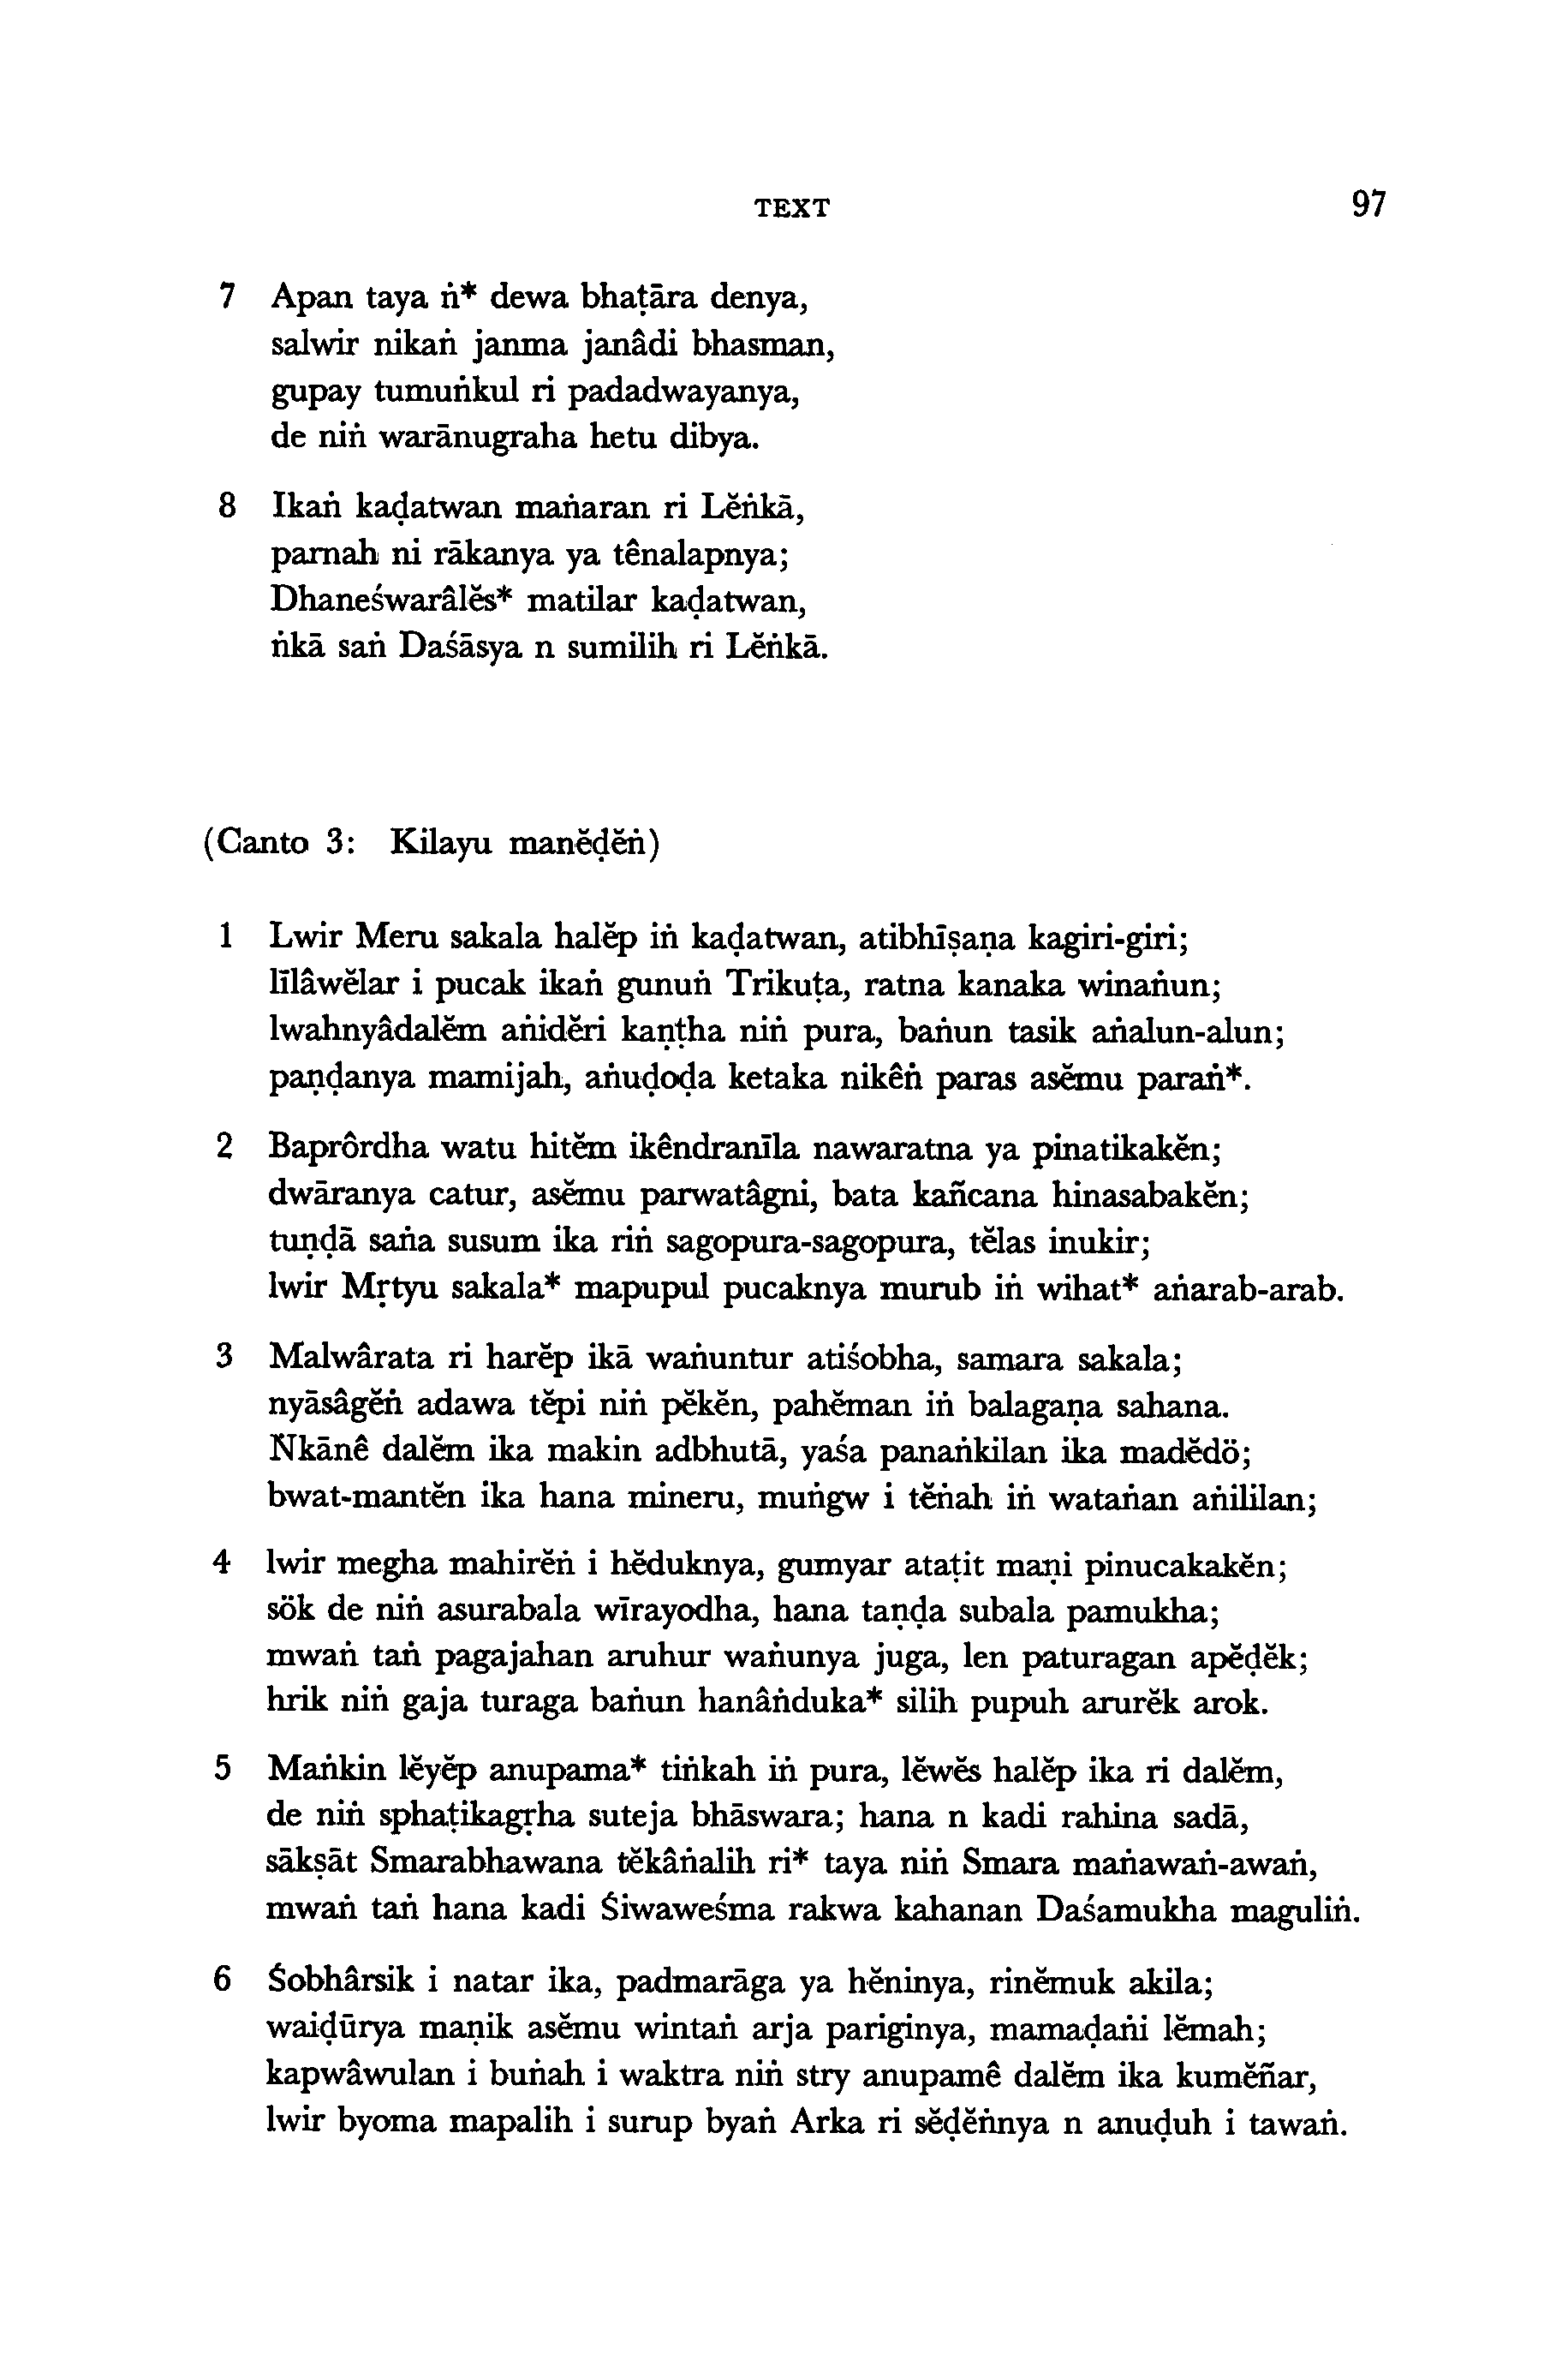 TEXT 97
7 Apan taya ṅ* dewa bhaṭāra denya,
salwir nikaṅ janma janâdi bhasman,
gupay tumuṅkul ri padadwayanya,
de niṅ warānugraha hetu dibya.
8 Ikaṅ kaḍatwan maṅaran ri Lĕṅkā,
parnah ni rākanya ya tênalapnya;
Dhaneśwarâlĕs* matilar kaḍatwan,
ṅkā saṅ Daśāsya n sumilih ri Lĕṅkā.
(Canto 3: Kilayu manĕḍĕṅ)
1 Lwir Meru sakala halĕp iṅ kaḍatwan, atibhīṣaṇa kagiri-giri;
līlâwĕlar i pucak ikaṅ gunuṅ Trikuṭa, ratna kanaka winaṅun;
lwahnyâdalĕm aṅidĕri kaṇṭha niṅ pura, baṅun tasik aṅalun-alun;
paṇḍanya mamijah, aṅuḍoḍa ketaka nikêṅ paras asĕmu paraṅ*.
2 Baprôrdha watu hitĕm ikêndranīla nawaratna ya pinatikakĕn;
dwāranya catur, asĕmu parwatâgni, bata kañcana hinasabakĕn;
tuṇḍā saṅa susum ika riṅ sagopura-sagopura, tĕlas inukir;
lwir Mṛtyu sakala* mapupul pucaknya murub iṅ wihat* aṅarab-arab.
3 Malwârata ri harĕp ikā waṅuntur atiśobha, samara sakala;
nyāsâgĕṅ adawa tĕpi niṅ pĕkĕn, pahĕman iṅ balagaṇa sahana.
Ṅkānê dalĕm ika makin adbhutā, yaśa panaṅkilan ika madĕdö;
bwat-mantĕn ika hana mineru, muṅgw i tĕṅah iṅ wataṅan aṅililan;
4 lwir megha mahirĕṅ i hĕduknya, gumyar ataṭit maṇi pinucakakĕn;
sök de niṅ asurabala wīrayodha, hana taṇḍa subala pamukha;
mwaṅ taṅ pagajahan aruhur waṅunya juga, len paturagan apĕḍĕk;
hrik niṅ gaja turaga baṅun hanâṅduka* silih pupuh arurĕk arok.
5 Maṅkin lĕyĕp anupama* tiṅkah iṅ pura, lĕwĕs halĕp ika ri dalĕm,
de niṅ sphaṭikagṛha suteja bhāswara; hana n kadi rahina sadā,
sākṣāt Smarabhawana tĕkâṅalih ri* taya niṅ Smara maṅawaṅ-awaṅ,
mwaṅ taṅ hana kadi Śiwaweśma rakwa kahanan Daśamukha maguliṅ.
6 Śobhârsik i natar ika, padmarāga ya hĕninya, rinĕmuk akila;
waiḍūrya maṇik asĕmu wintaṅ arja pariginya, mamaḍaṅi lĕmah;
kapwâwulan i buṅah i waktra niṅ stry anupamê dalĕm ika kumĕñar,
lwir byoma mapalih i surup byaṅ Arka ri sĕḍĕṅnya n anuḍuh i tawaṅ.